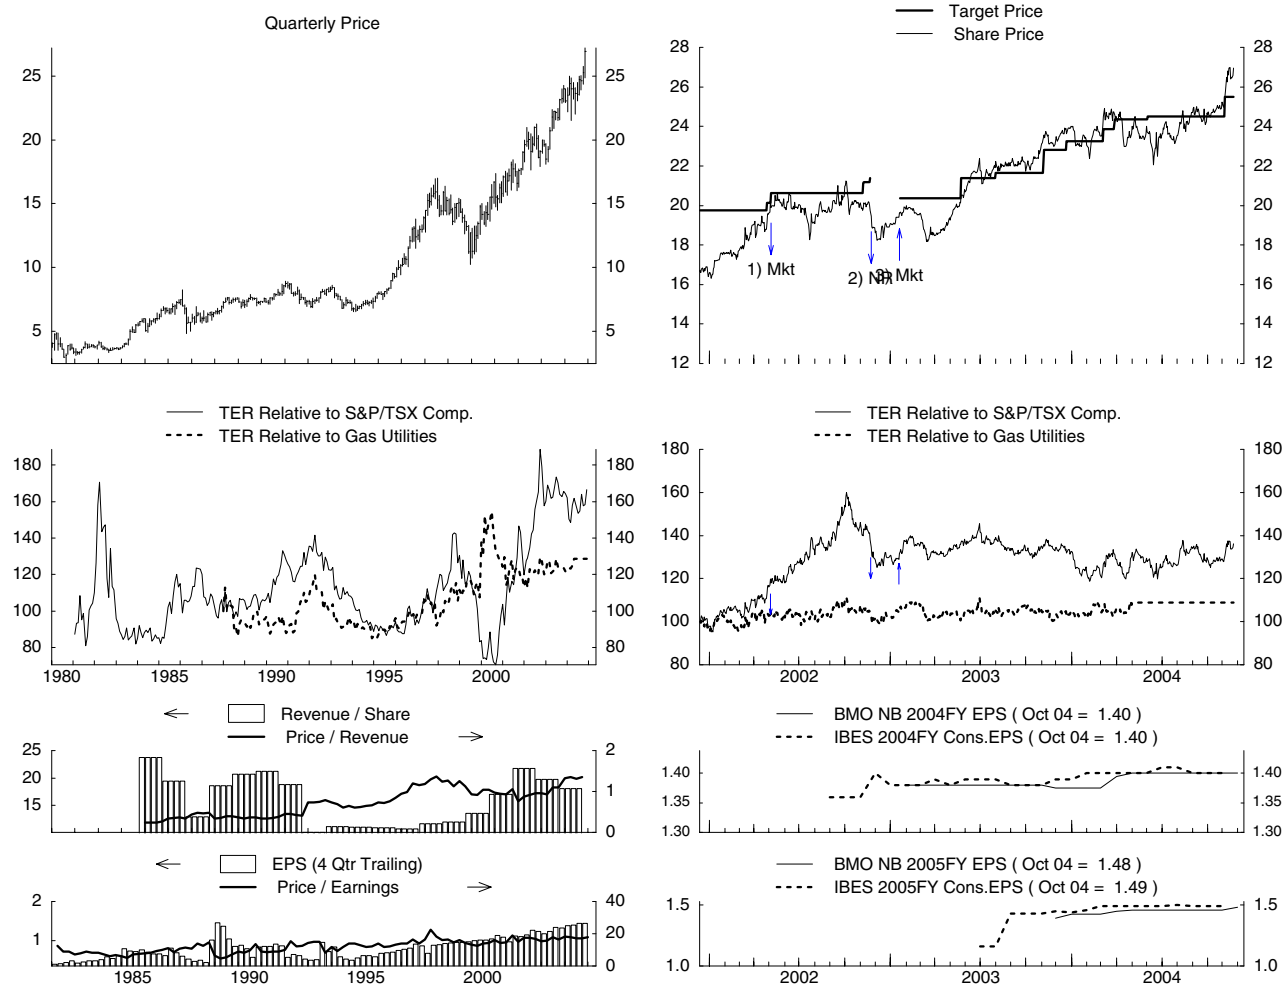 Quarterly Price
25 25
20 20
15 15
10 10
5 5
Target Price
Share Price
28 28
26 26
24 24
22 22
20 20
18 18
16 16
14 14
12 12
1) Mkt
2) NR
3) Mkt
TER Relative to S&P/TSX Comp.
TER Relative to Gas Utilities
180 180
160 160
140 140
120 120
100 100
80 80
1980 1985 1990 1995 2000
TER Relative to S&P/TSX Comp.
TER Relative to Gas Utilities
180 180
160 160
140 140
120 120
100 100
80 80
2002 2003 2004
Revenue / Share
Price / Revenue
25 2
20
15 1
0
BMO NB 2004FY EPS ( Oct 04 = 1.40 )
IBES 2004FY Cons.EPS ( Oct 04 = 1.40 )
1.40 1.40
1.35 1.35
1.30 1.30
EPS (4 Qtr Trailing)
Price / Earnings
2 40
1 20
0
1985 1990 1995 2000
BMO NB 2005FY EPS ( Oct 04 = 1.48 )
IBES 2005FY Cons.EPS ( Oct 04 = 1.49 )
1.5 1.5
1.0 1.0
2002 2003 2004